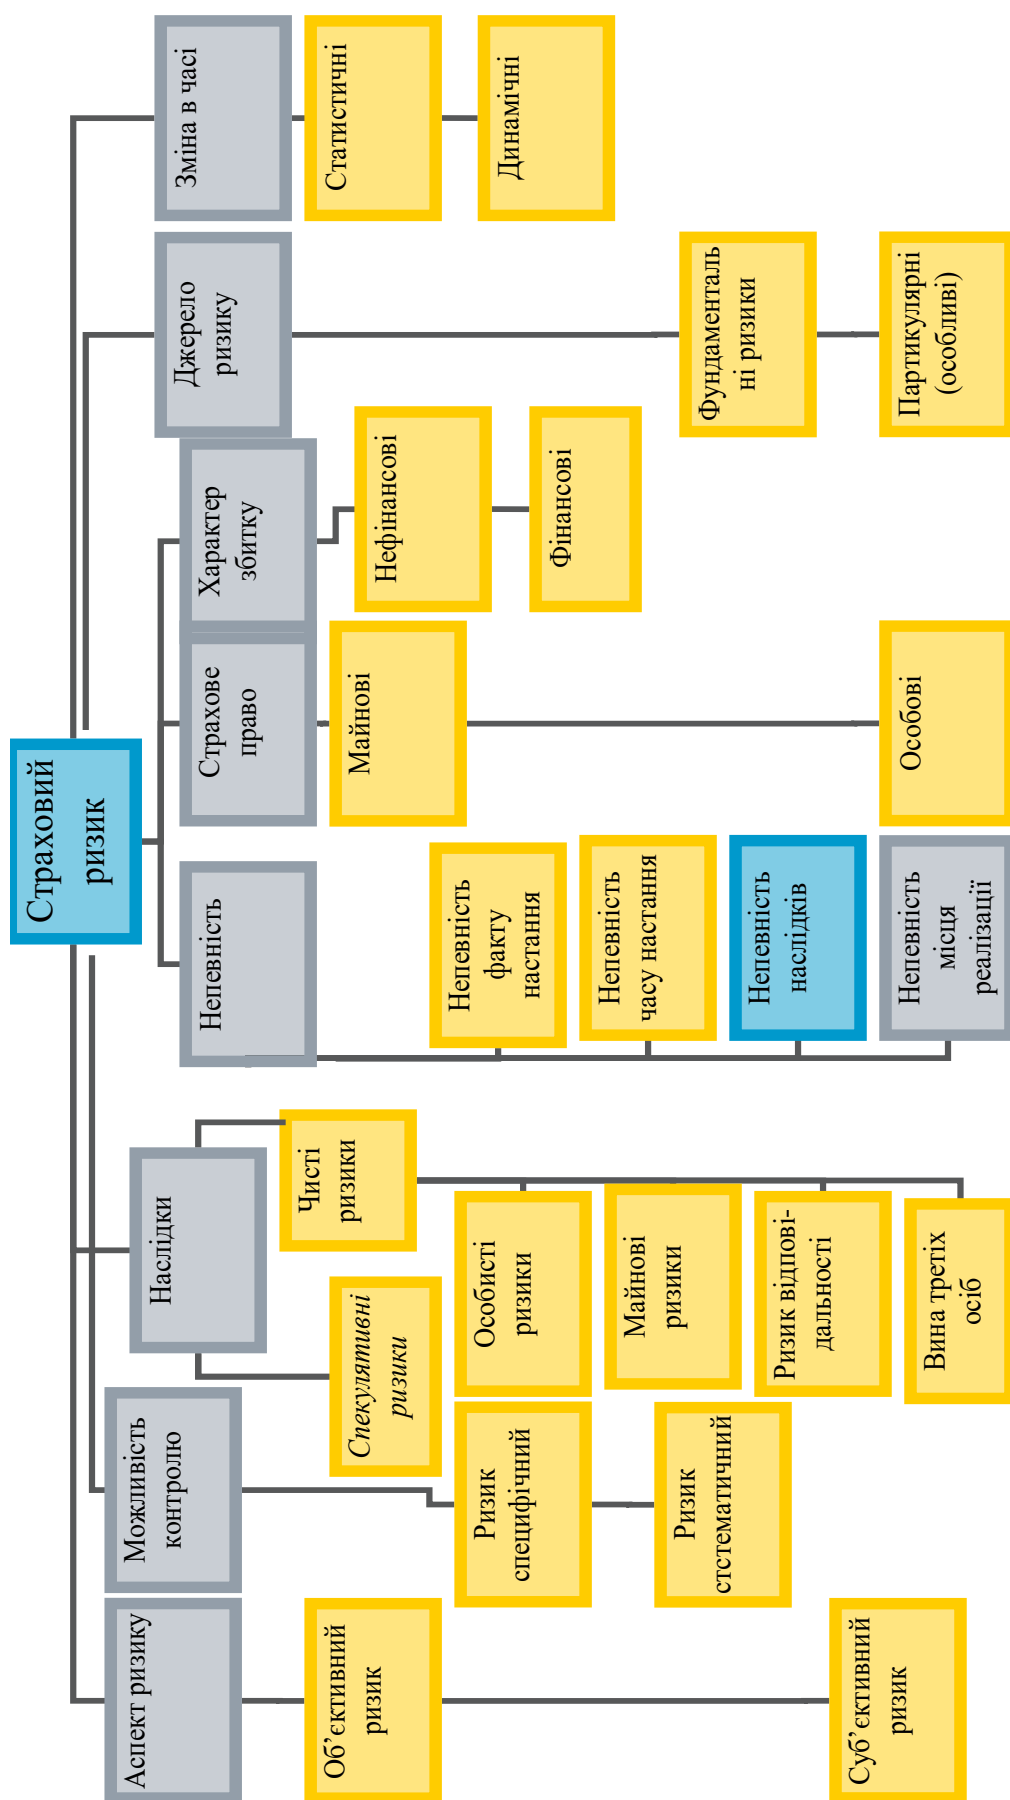 Страховий
ризик
Аспект ризику
Об’єктивний
ризик
Суб’єктивний
ризик
Можливість
контролю
Ризик
специфічний
Ризик
стстематичний
Наслідки
Спекулятивні
ризики
Чисті
ризики
Особисті
ризики
Майнові
ризики
Ризик відпові-
дальності
Вина третіх
осіб
Непевність
Непевність
факту
настання
Непевність
часу настання
Непевність
наслідків
Непевність
місця
реалізації
Страхове
право
Майнові
Особові
Характер
збитку
Нефінансові
Фінансові
Джерело
ризику
Фундаменталь
ні ризики
Партикулярні
(особливі)
Зміна в часі
Статистичні
Динамічні